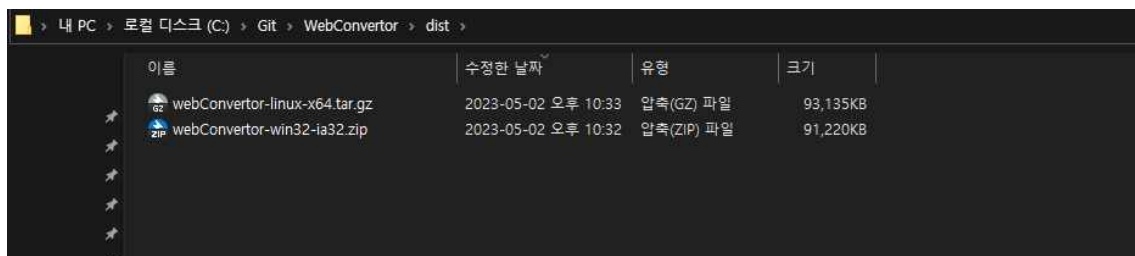 > 내 PC > 로컬 디스크 (C:) > Git > WebConvertor > dist >
이름 수정한 날짜 유형 크기
GZ webConvertor-linux-x64.tar.gz 2023-05-02 오후 10:33 압축(GZ) 파일 93,135KB
ZIP webConvertor-win32-ia32.zip 2023-05-02 오후 10:32 압축(ZIP) 파일 91,220KB